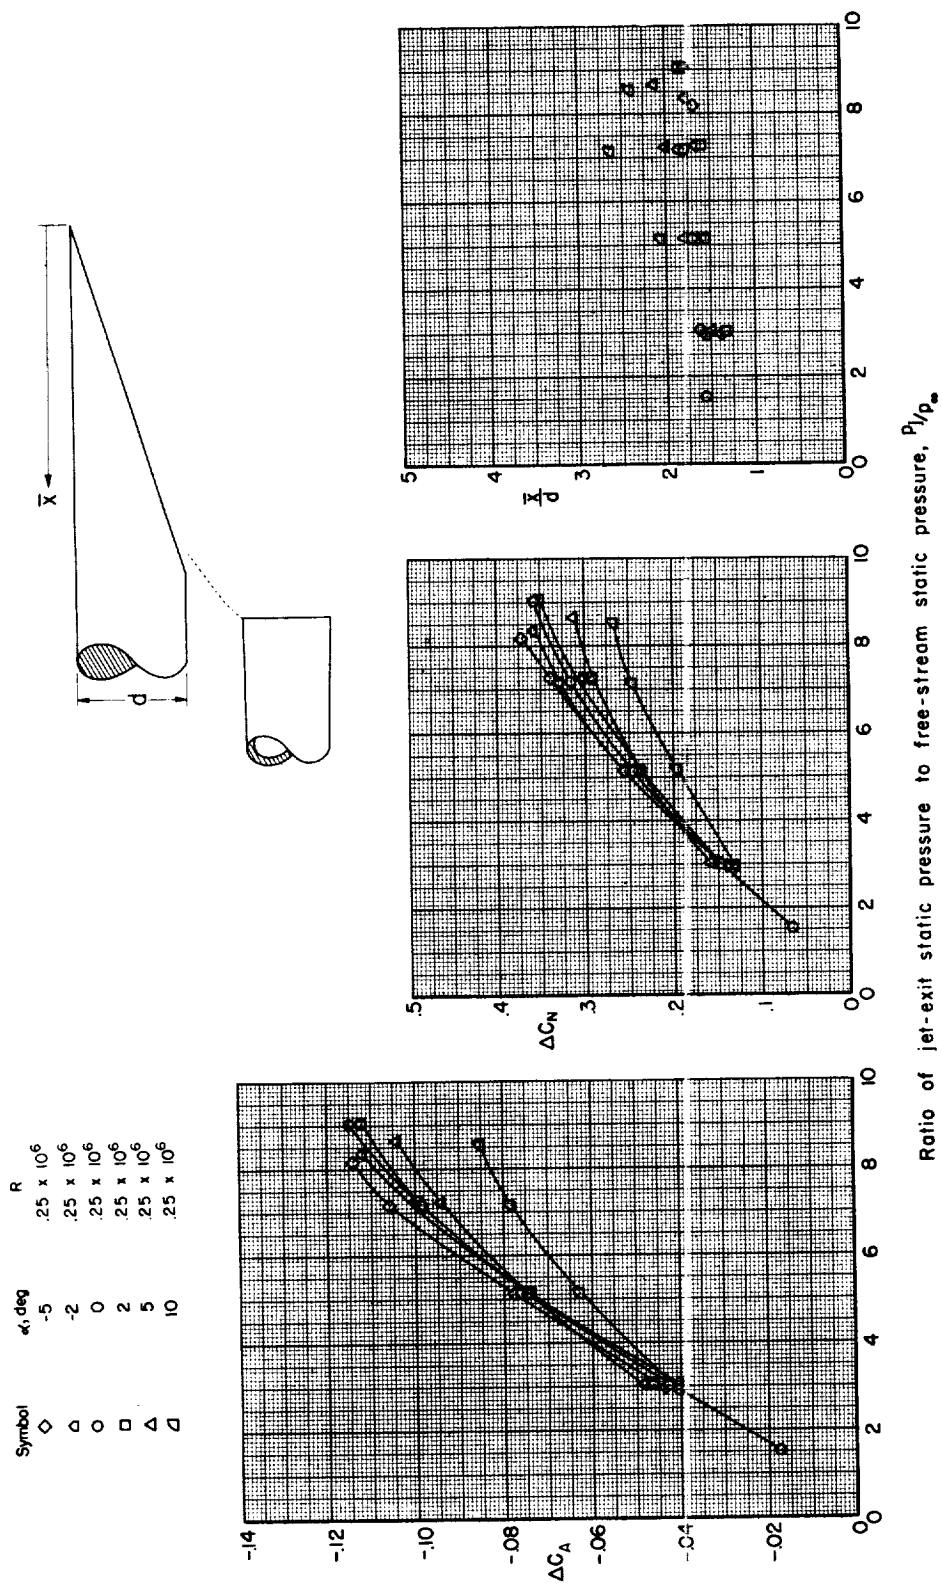 Symbol α, deg R
-5 .25 x 10⁶
-2 .25 x 10⁶
0 .25 x 10⁶
2 .25 x 10⁶
5 .25 x 10⁶
10 .25 x 10⁶
x̄
d
-.14
-.12
-.10
-.08
ΔC_A
-.06
-.04
-.02
0
0 2 4 6 8 10
.5
.4
ΔC_N
.3
.2
.1
0
0 2 4 6 8 10
5
4
x̄/d
3
2
1
0
0 2 4 6 8 10
Ratio of jet-exit static pressure to free-stream static pressure, p_j/p_∞